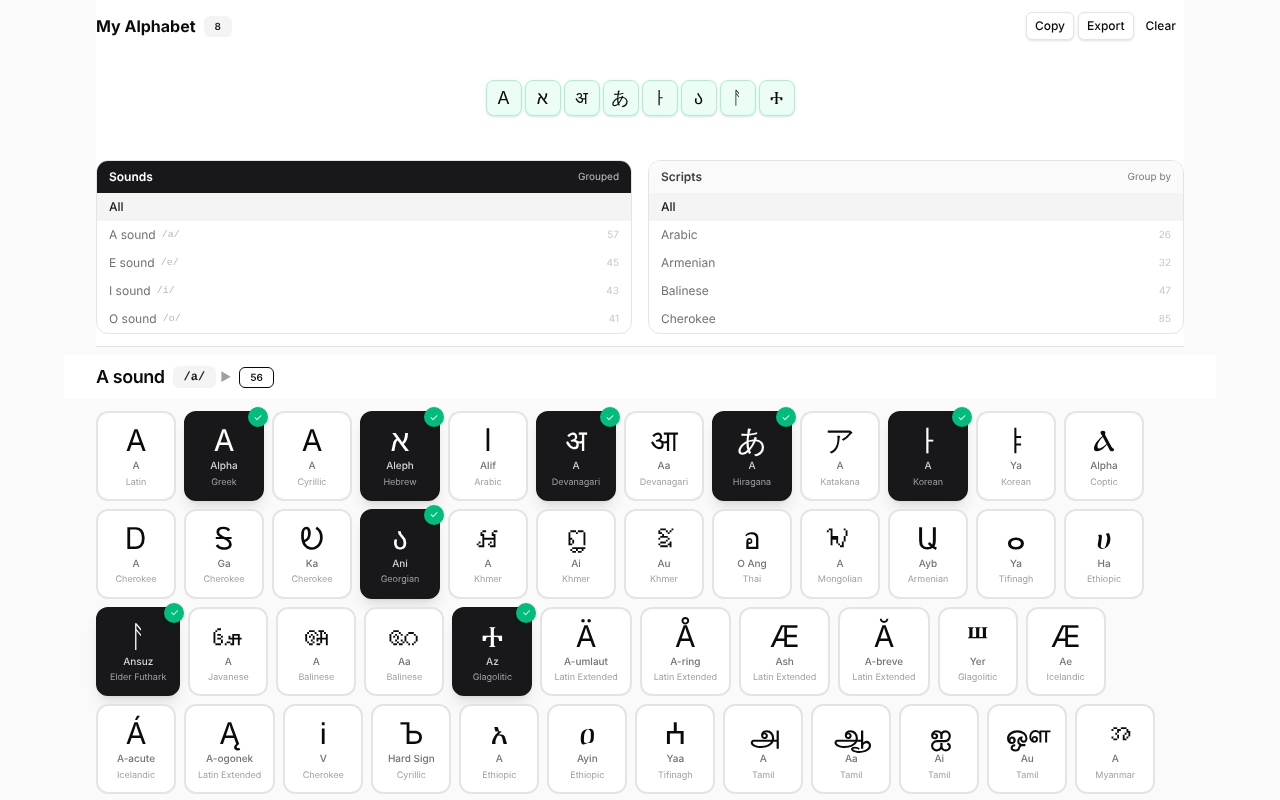 My Alphabet 8 Copy Export Clear
Α א अ あ ㅏ ა ᚨ Ⰰ
Sounds Grouped
All
A sound /a/ 57
E sound /e/ 45
I sound /i/ 43
O sound /o/ 41
Scripts Group by
All
Arabic 26
Armenian 32
Balinese 47
Cherokee 85
A sound /a/ ▶ 56
A Α А א ا अ आ あ ア ㅏ ㅑ Ⲁ
A Alpha A Aleph Alif A Aa A A A Ya Alpha
Latin Greek Cyrillic Hebrew Arabic Devanagari Devanagari Hiragana Katakana Korean Korean Coptic
Ꭰ Ꭶ Ꭷ ა ឣ ឰ ឪ อ ᠠ Ա ⴰ ሀ
A Ga Ka Ani A Ai Au O Ang A Ayb Ya Ha
Cherokee Cherokee Cherokee Georgian Khmer Khmer Khmer Thai Mongolian Armenian Tifinagh Ethiopic
ᚨ ꦄ ᬅ ᬆ Ⰰ Ä Å Æ Ă Ⱎ Æ
Ansuz A A Aa Az A-umlaut A-ring Ash A-breve Yer Ae
Elder Futhark Javanese Balinese Balinese Glagolitic Latin Extended Latin Extended Latin Extended Latin Extended Glagolitic Icelandic
Á Ą Ꭵ Ъ አ ዐ ⵄ அ ஆ ஐ ஔ အ
A-acute A-ogonek V Hard Sign A Ayin Yaa A Aa Ai Au A
Icelandic Latin Extended Cherokee Cyrillic Ethiopic Ethiopic Tifinagh Tamil Tamil Tamil Tamil Myanmar